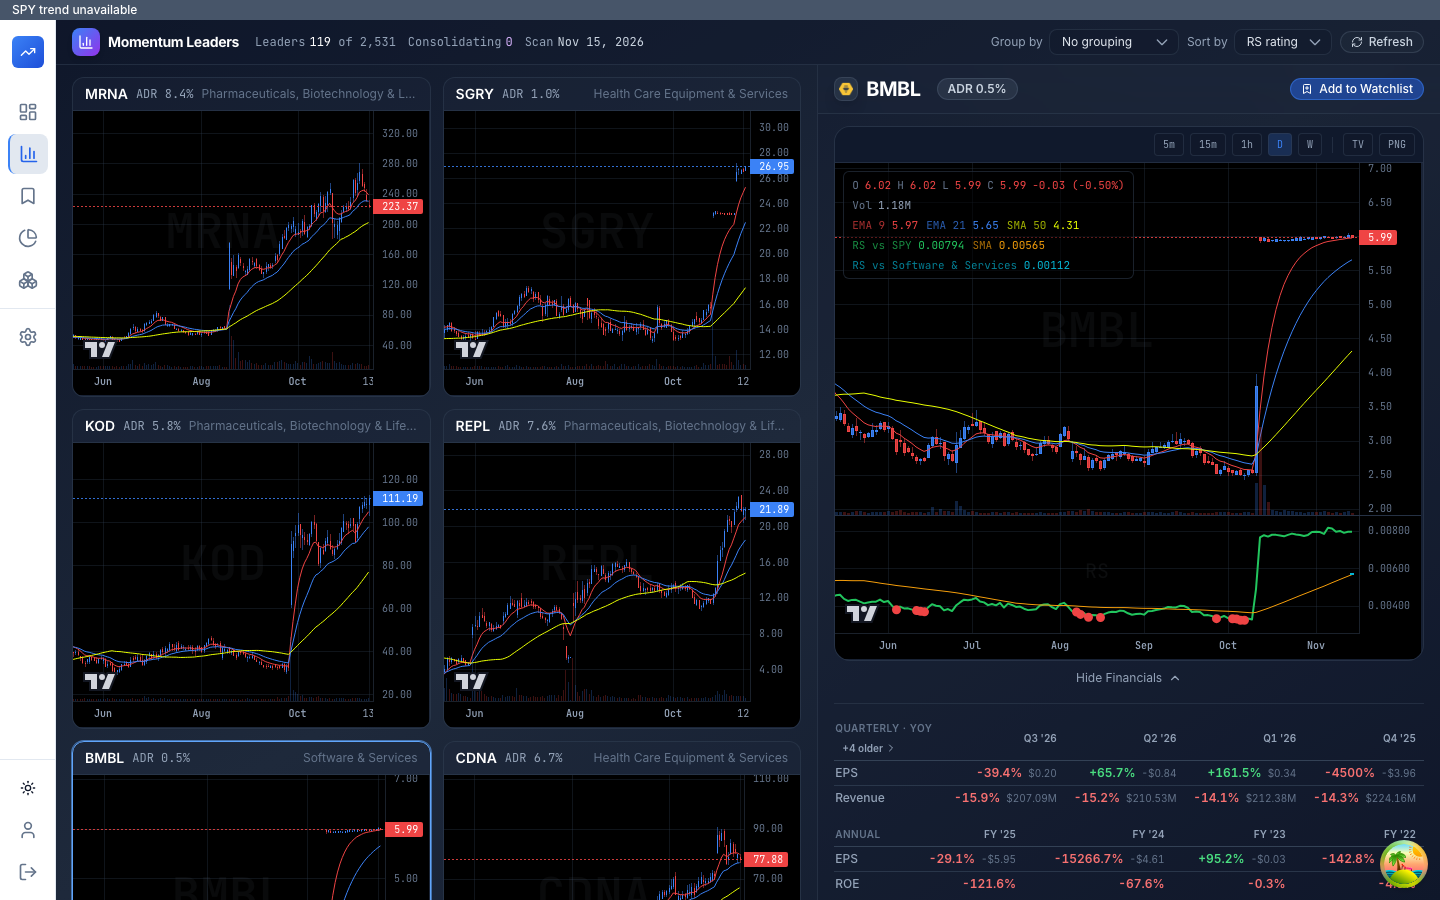 SPY trend unavailable
Momentum Leaders Leaders 119 of 2,531 Consolidating 0 Scan Nov 15, 2026 Group by No grouping Sort by RS rating Refresh
MRNA ADR 8.4% Pharmaceuticals, Biotechnology & L...
320.00
280.00
240.00
223.37
200.00
160.00
120.00
80.00
40.00
MRNA
Jun Aug Oct 13
SGRY ADR 1.0% Health Care Equipment & Services
30.00
28.00
26.95
26.00
24.00
22.00
20.00
18.00
16.00
14.00
12.00
SGRY
Jun Aug Oct 12
KOD ADR 5.8% Pharmaceuticals, Biotechnology & Life...
120.00
111.19
100.00
80.00
60.00
40.00
20.00
KOD
Jun Aug Oct 13
REPL ADR 7.6% Pharmaceuticals, Biotechnology & Lif...
28.00
24.00
21.89
20.00
16.00
12.00
8.00
4.00
REPL
Jun Aug Oct 12
BMBL ADR 0.5% Software & Services
7.00
5.99
5.00
BMBL
CDNA ADR 6.7% Health Care Equipment & Services
110.00
90.00
77.88
70.00
CDNA
BMBL ADR 0.5% Add to Watchlist
5m 15m 1h D W TV PNG
O 6.02 H 6.02 L 5.99 C 5.99 -0.03 (-0.50%)
Vol 1.18M
EMA 9 5.97 EMA 21 5.65 SMA 50 4.31
RS vs SPY 0.00794 SMA 0.00565
RS vs Software & Services 0.00112
7.00
6.50
5.99
5.50
5.00
4.50
4.00
3.50
3.00
2.50
2.00
BMBL
0.00800
0.00600
0.00400
RS
Jun Jul Aug Sep Oct Nov
Hide Financials
QUARTERLY · YOY
+4 older Q3 '26 Q2 '26 Q1 '26 Q4 '25
EPS -39.4% $0.20 +65.7% -$0.84 +161.5% $0.34 -4500% -$3.96
Revenue -15.9% $207.09M -15.2% $210.53M -14.1% $212.38M -14.3% $224.16M
ANNUAL FY '25 FY '24 FY '23 FY '22
EPS -29.1% -$5.95 -15266.7% -$4.61 +95.2% -$0.03 -142.8%
ROE -121.6% -67.6% -0.3%